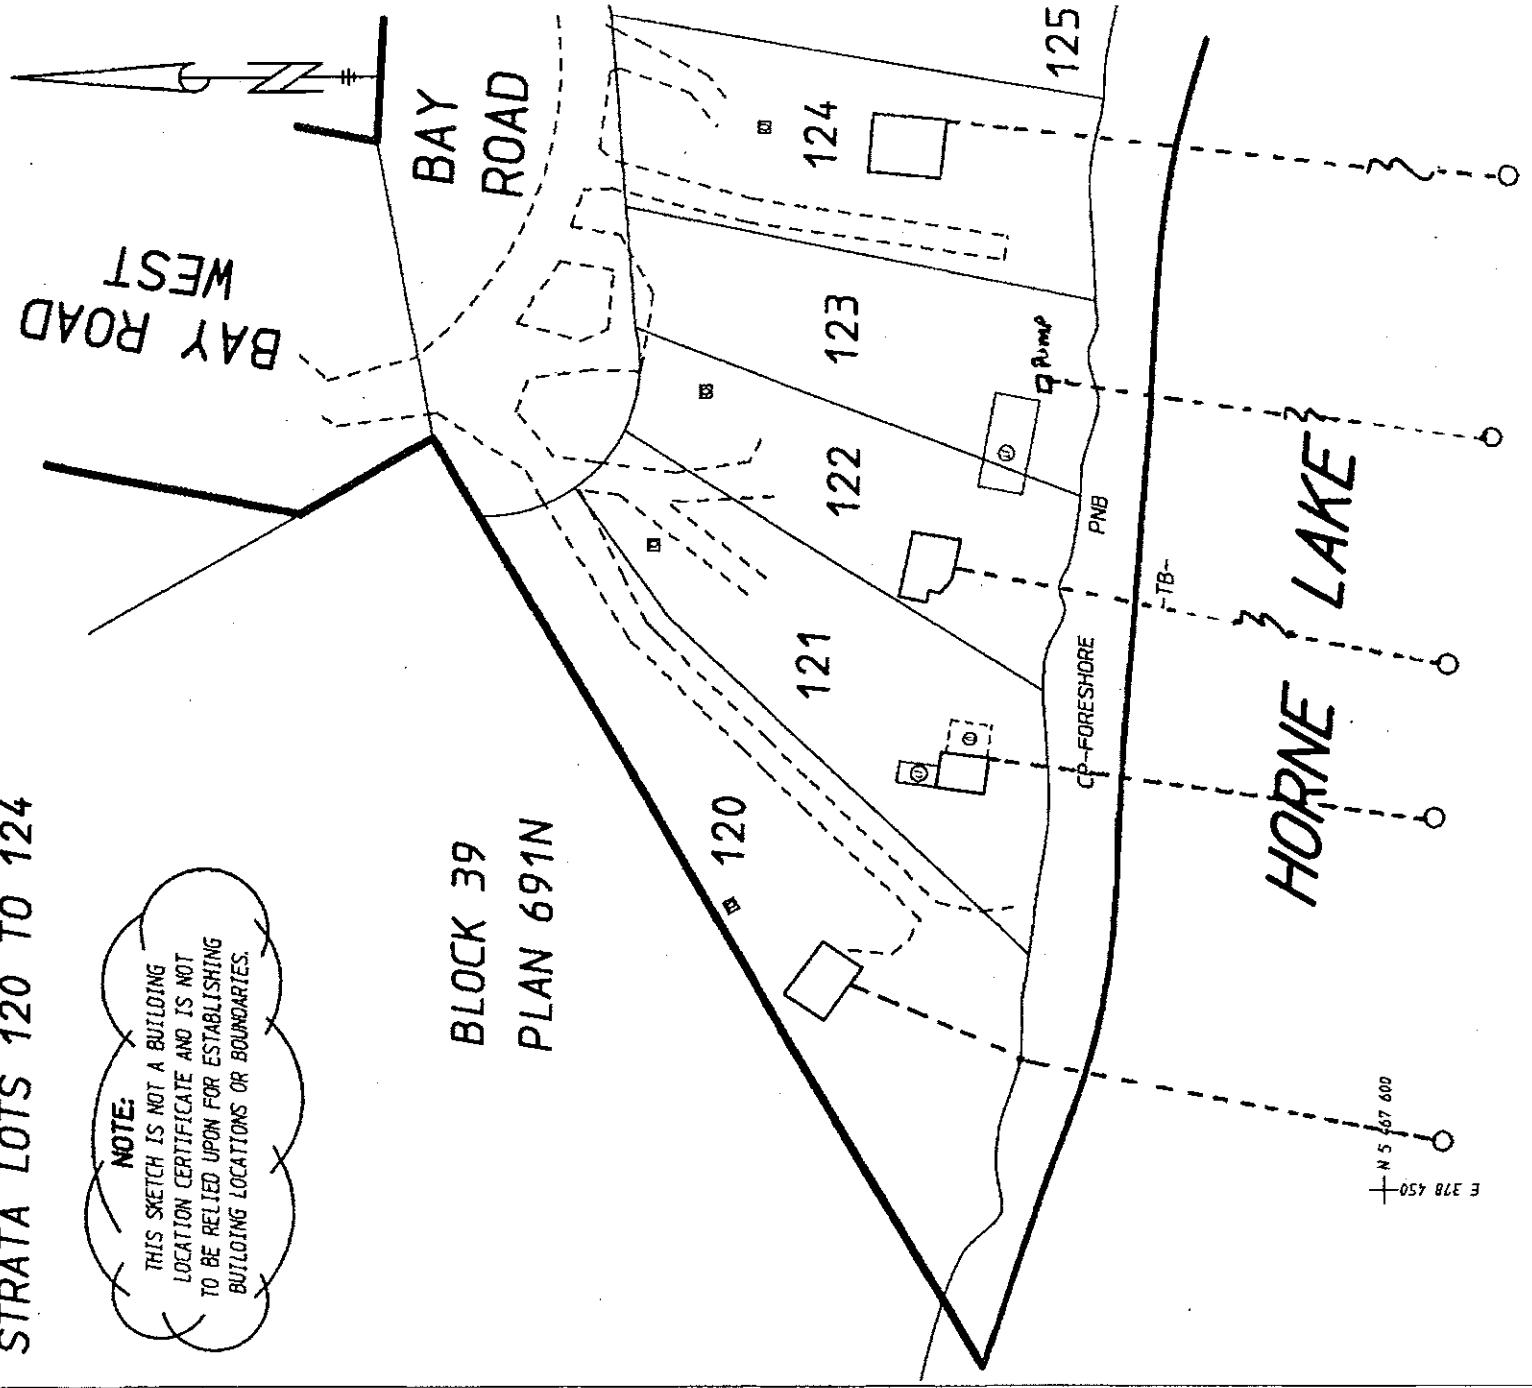 STRATA LOTS 120 TO 124
NOTE:
THIS SKETCH IS NOT A BUILDING
LOCATION CERTIFICATE AND IS NOT
TO BE RELIED UPON FOR ESTABLISHING
BUILDING LOCATIONS OR BOUNDARIES.
BAY ROAD
WEST
BAY
ROAD
BLOCK 39
PLAN 691N
120
121
122
123
124
125
Pump
PNB
CP-FORESHORE
-TB-
HORNE LAKE
N 5 467 600
E 378 450